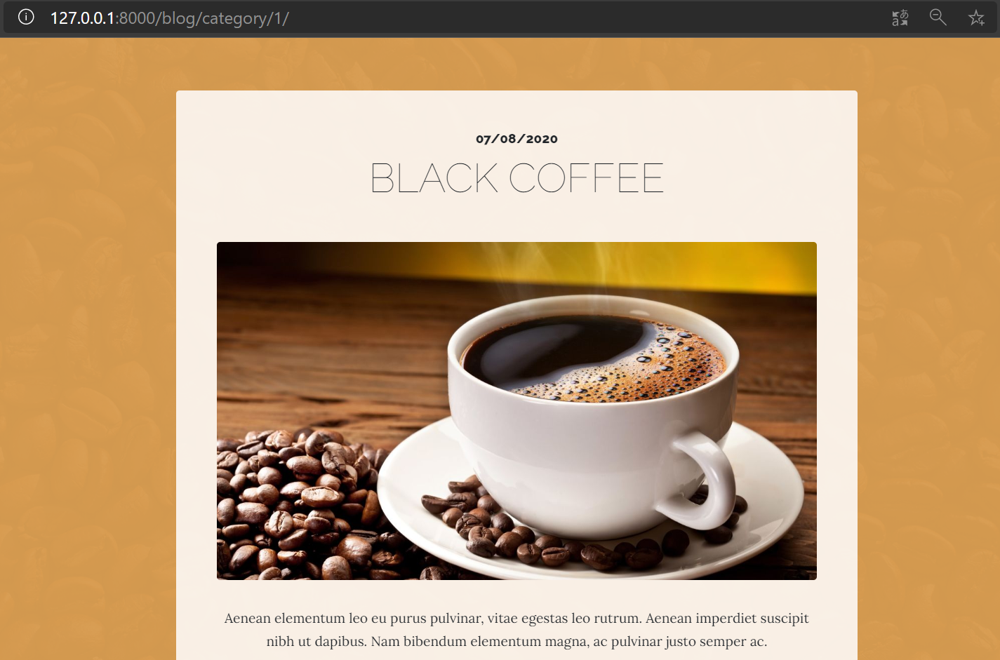 127.0.0.1:8000/blog/category/1/
07/08/2020
BLACK COFFEE
Aenean elementum leo eu purus pulvinar, vitae egestas leo rutrum. Aenean imperdiet suscipit
nibh ut dapibus. Nam bibendum elementum magna, ac pulvinar justo semper ac.